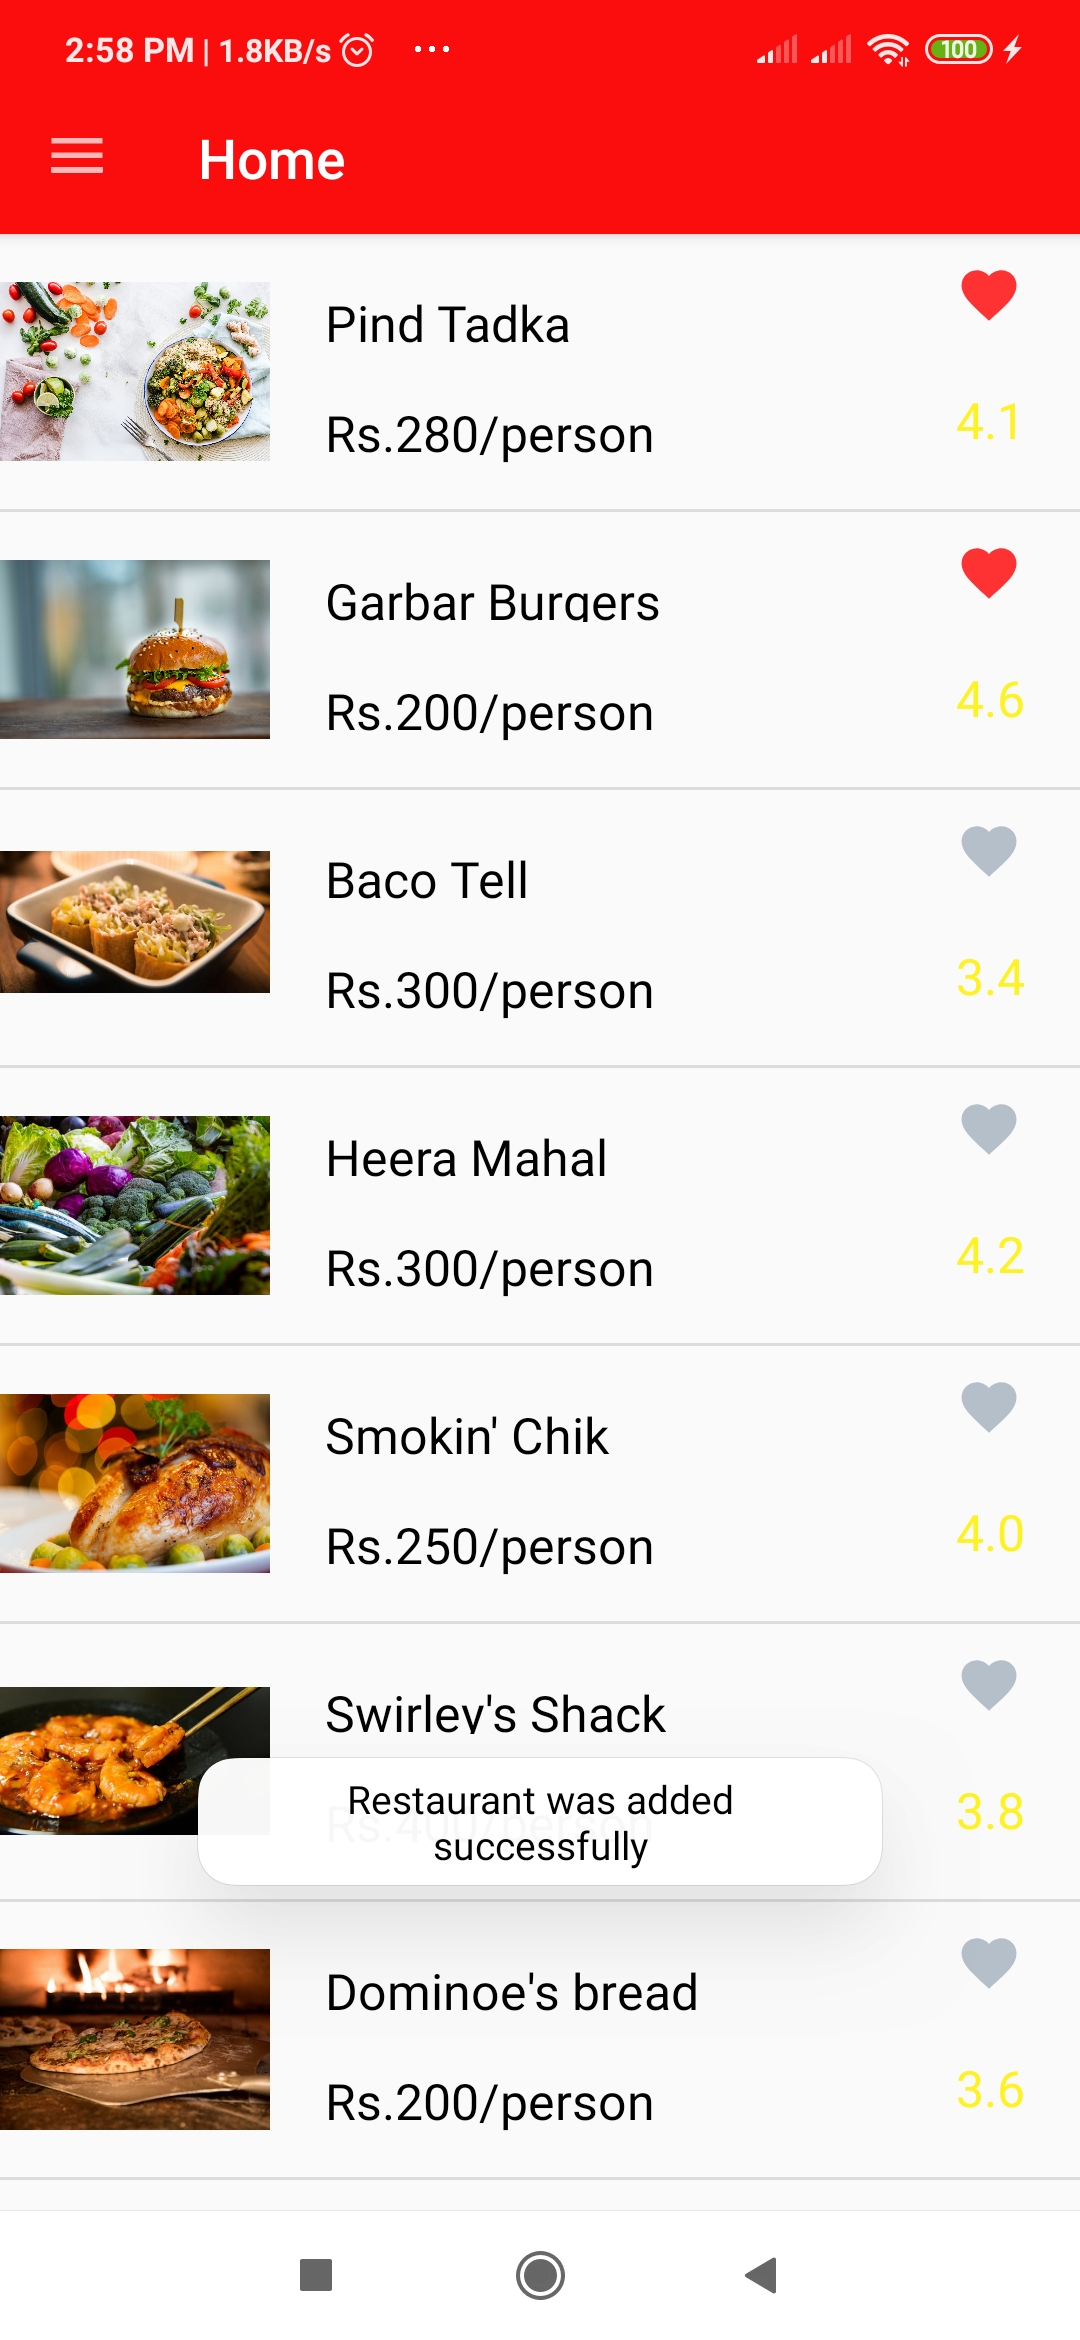 2:58 PM | 1.8KB/s ...
100
Home
Pind Tadka
Rs.280/person
4.1
Garbar Burgers
Rs.200/person
4.6
Baco Tell
Rs.300/person
3.4
Heera Mahal
Rs.300/person
4.2
Smokin' Chik
Rs.250/person
4.0
Swirley's Shack
Rs.400/person
3.8
Restaurant was added
successfully
Dominoe's bread
Rs.200/person
3.6